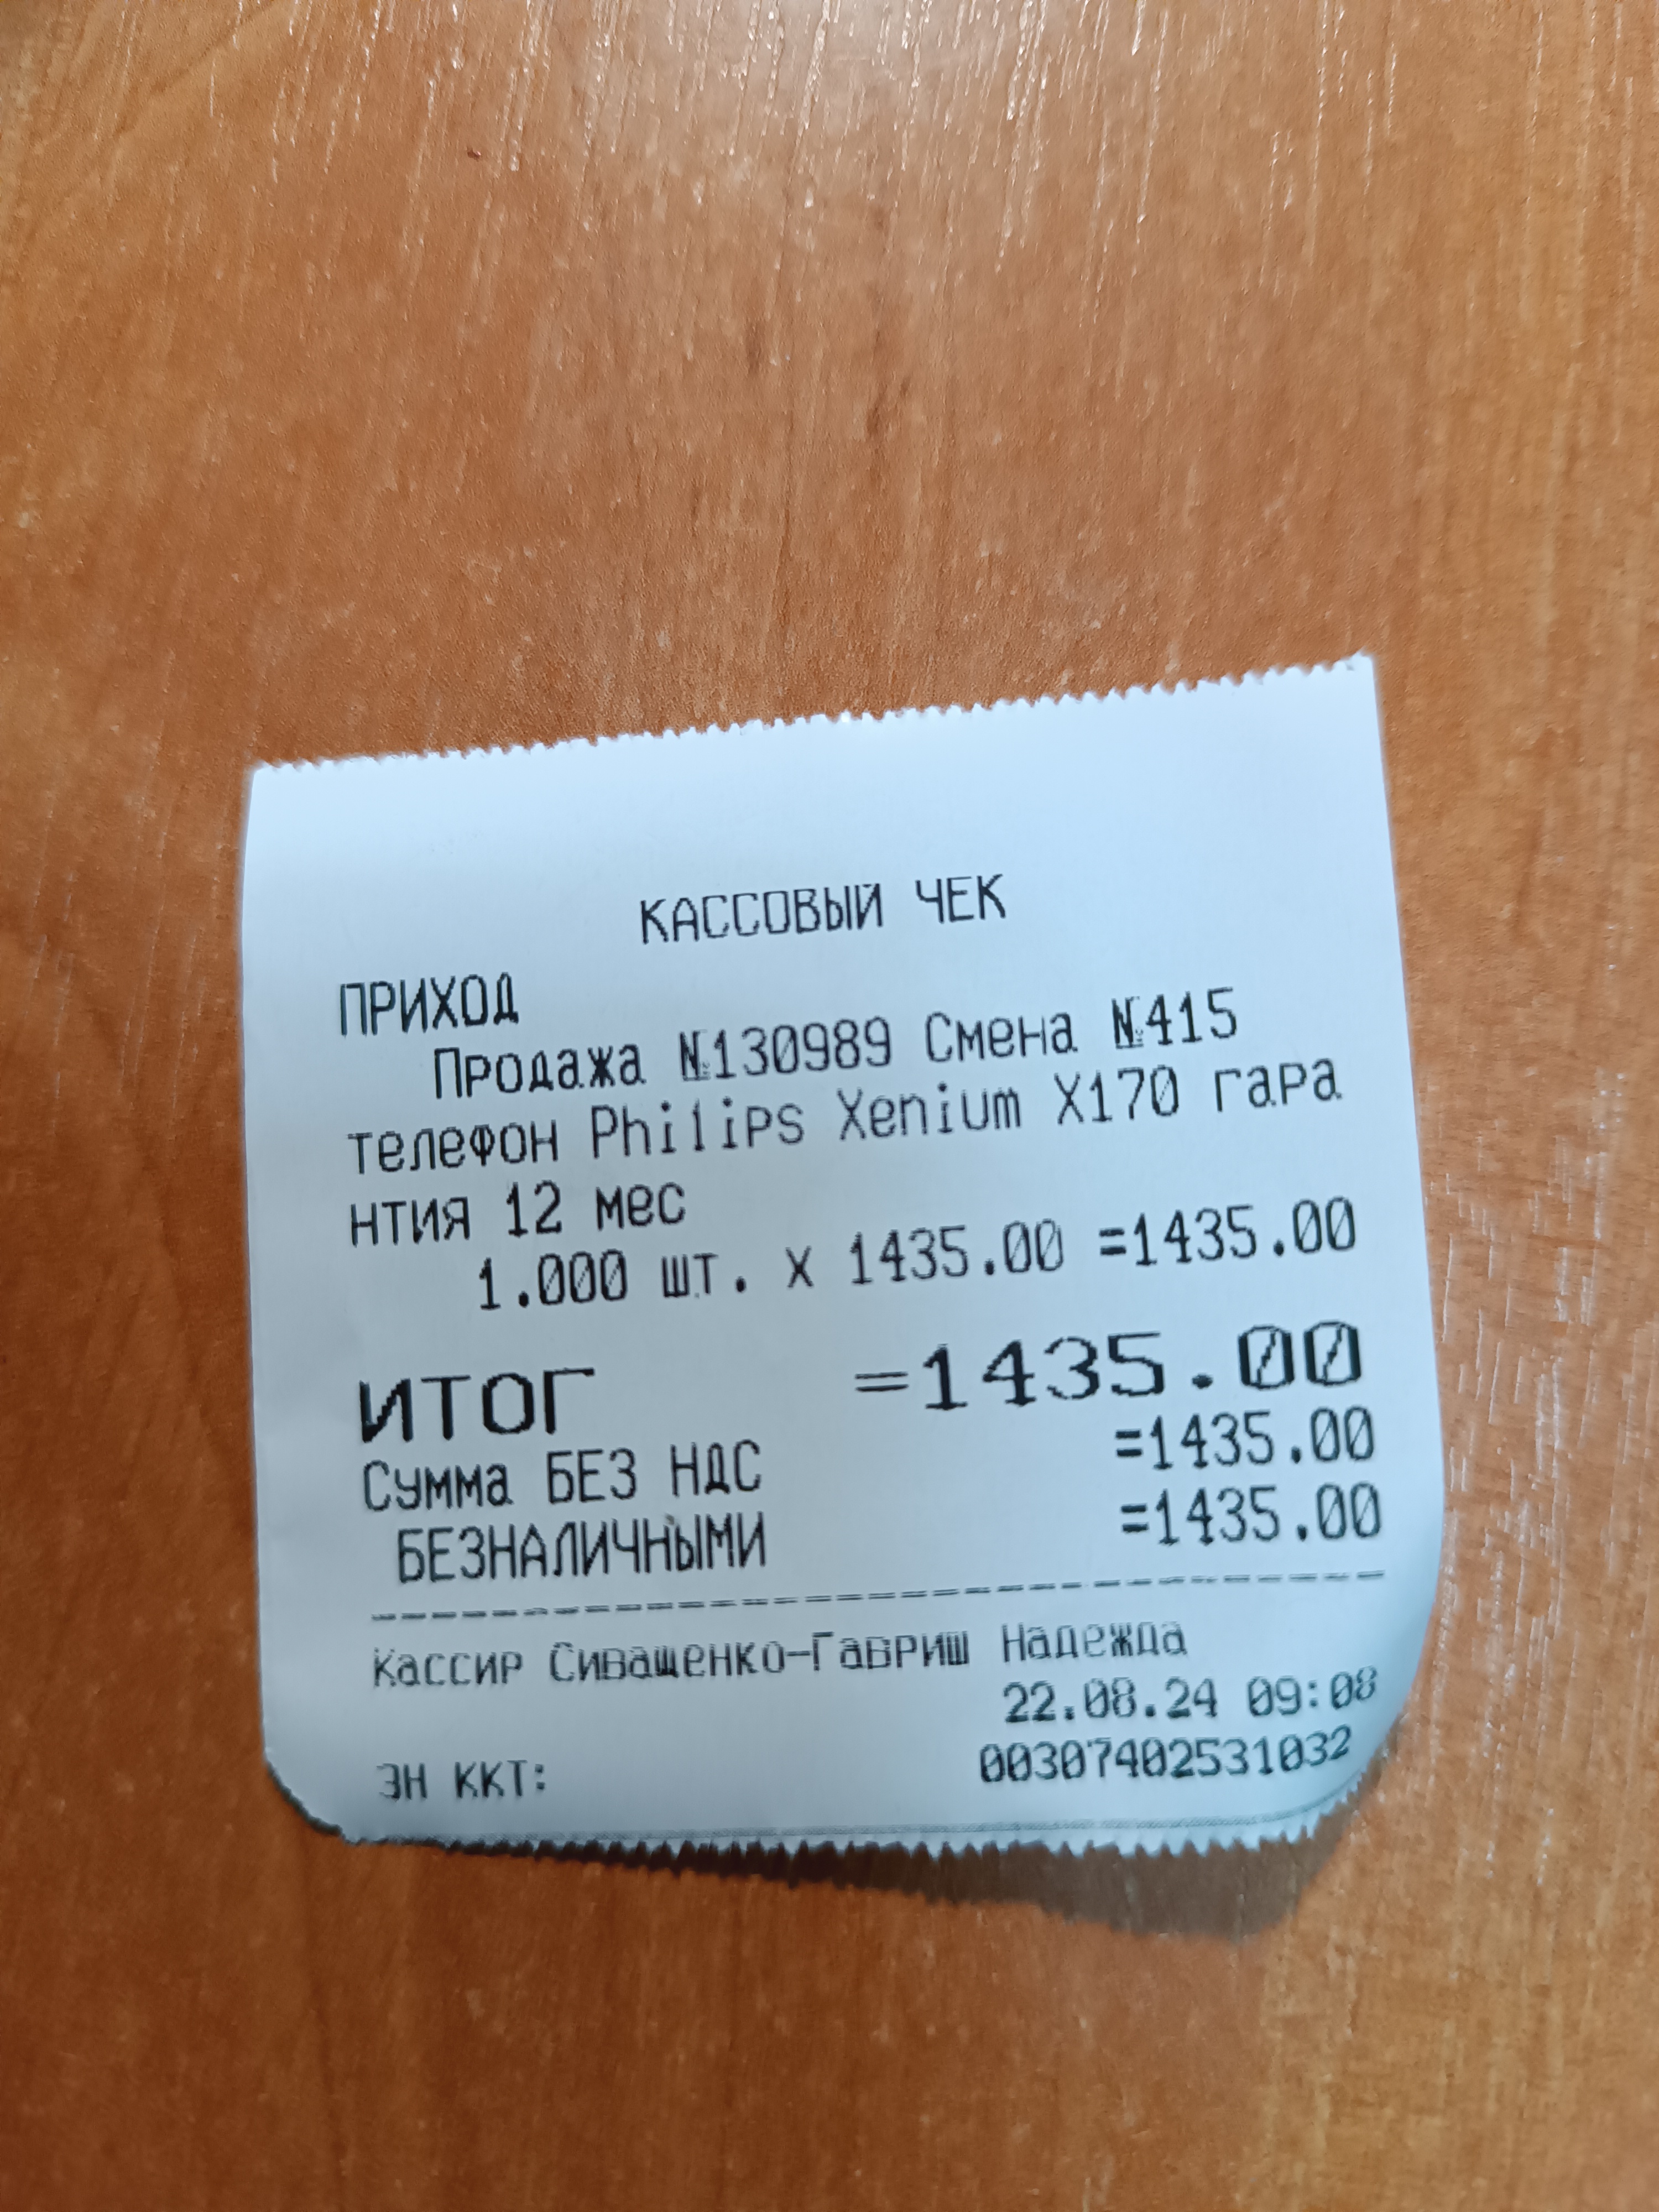 КАССОВЫЙ ЧЕК
ПРИХОД
Продажа №130989 Смена №415
телефон Philips Xenium X170 гара
нтия 12 мес
1.000 шт. x 1435.00 =1435.00
ИТОГ =1435.00
Сумма БЕЗ НДС =1435.00
БЕЗНАЛИЧНЫМИ =1435.00
Кассир Сиващенко-Гавриш Надежда
22.08.24 09:08
ЗН ККТ: 00307402531032